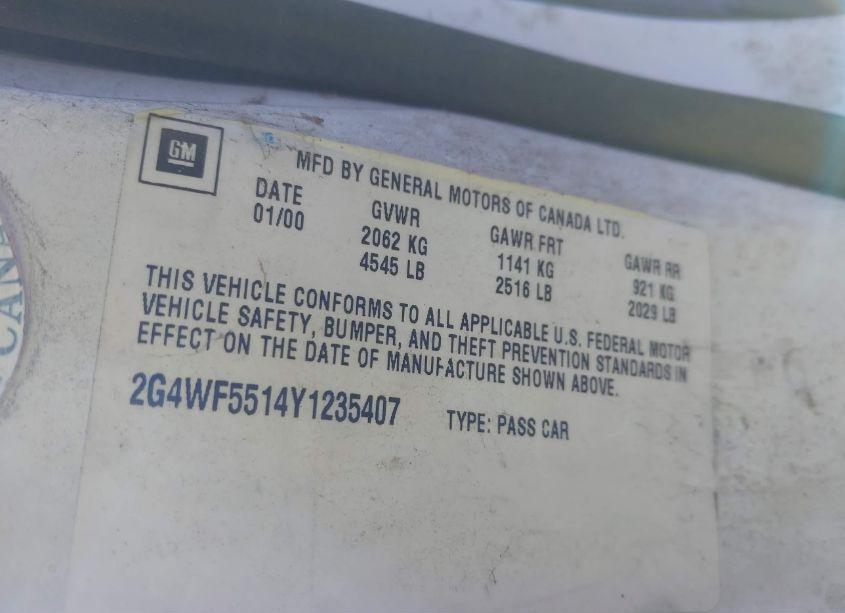 GM
MFD BY GENERAL MOTORS OF CANADA LTD.
DATE GVWR GAWR FRT GAWR RR
01/00 2062 KG 1141 KG 921 KG
4545 LB 2516 LB 2029 LB
THIS VEHICLE CONFORMS TO ALL APPLICABLE U.S. FEDERAL MOTOR
VEHICLE SAFETY, BUMPER, AND THEFT PREVENTION STANDARDS IN
EFFECT ON THE DATE OF MANUFACTURE SHOWN ABOVE.
2G4WF5514Y1235407 TYPE: PASS CAR